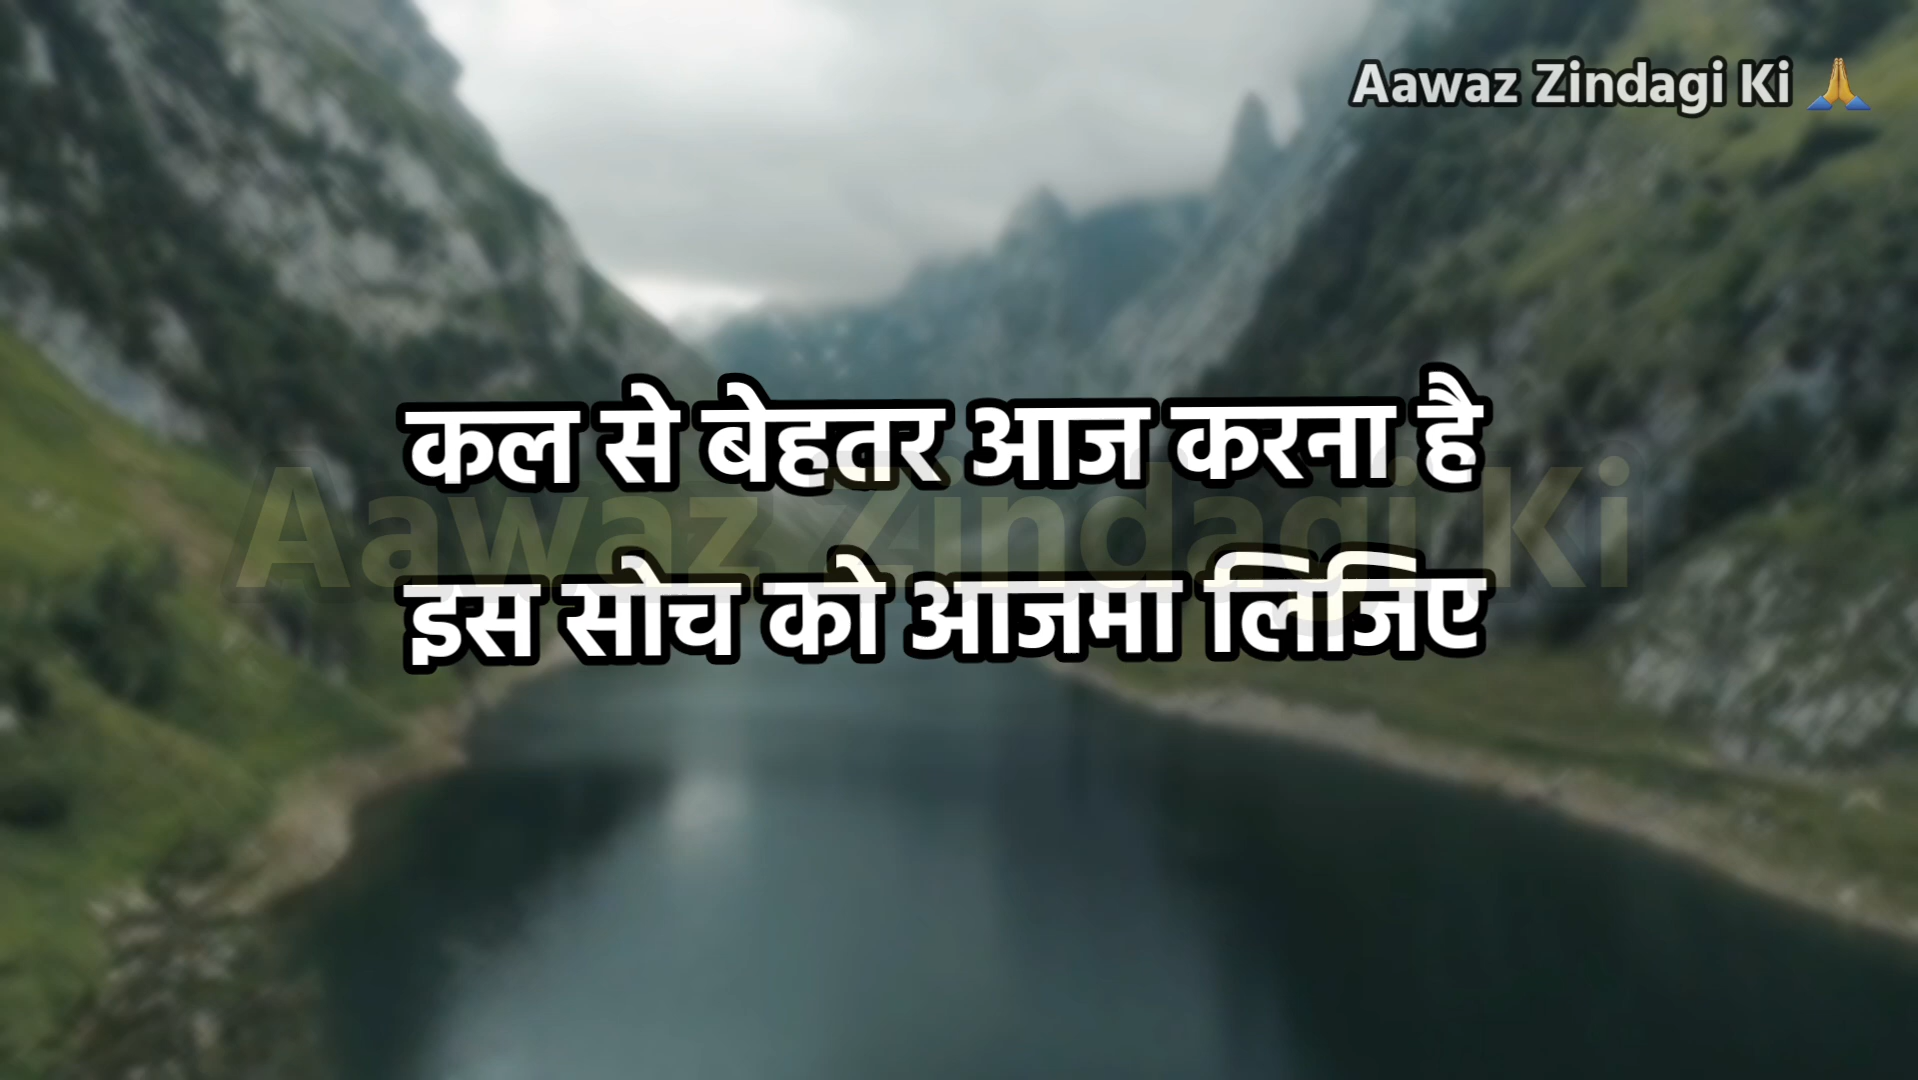 Aawaz Zindagi Ki 🙏
कल से बेहतर आज करना है
Aawaz Zindagi Ki
इस सोच को आजमा लिजिए